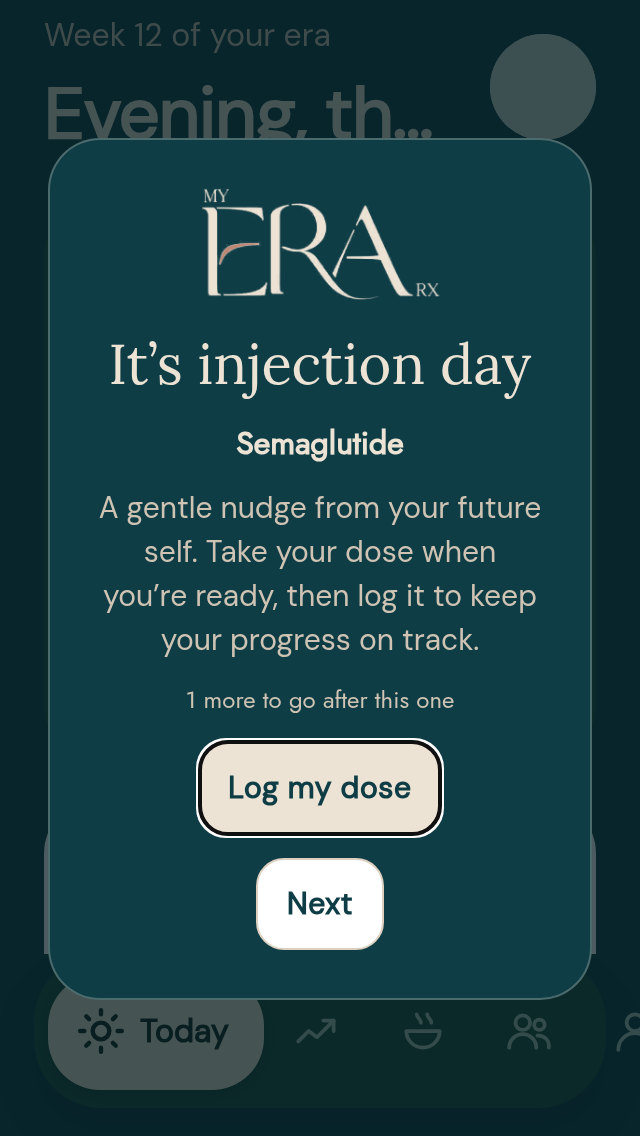 Week 12 of your era
Evening, th...
MY
ERA
RX
It’s injection day
Semaglutide
A gentle nudge from your future
self. Take your dose when
you’re ready, then log it to keep
your progress on track.
1 more to go after this one
Log my dose
Next
Today